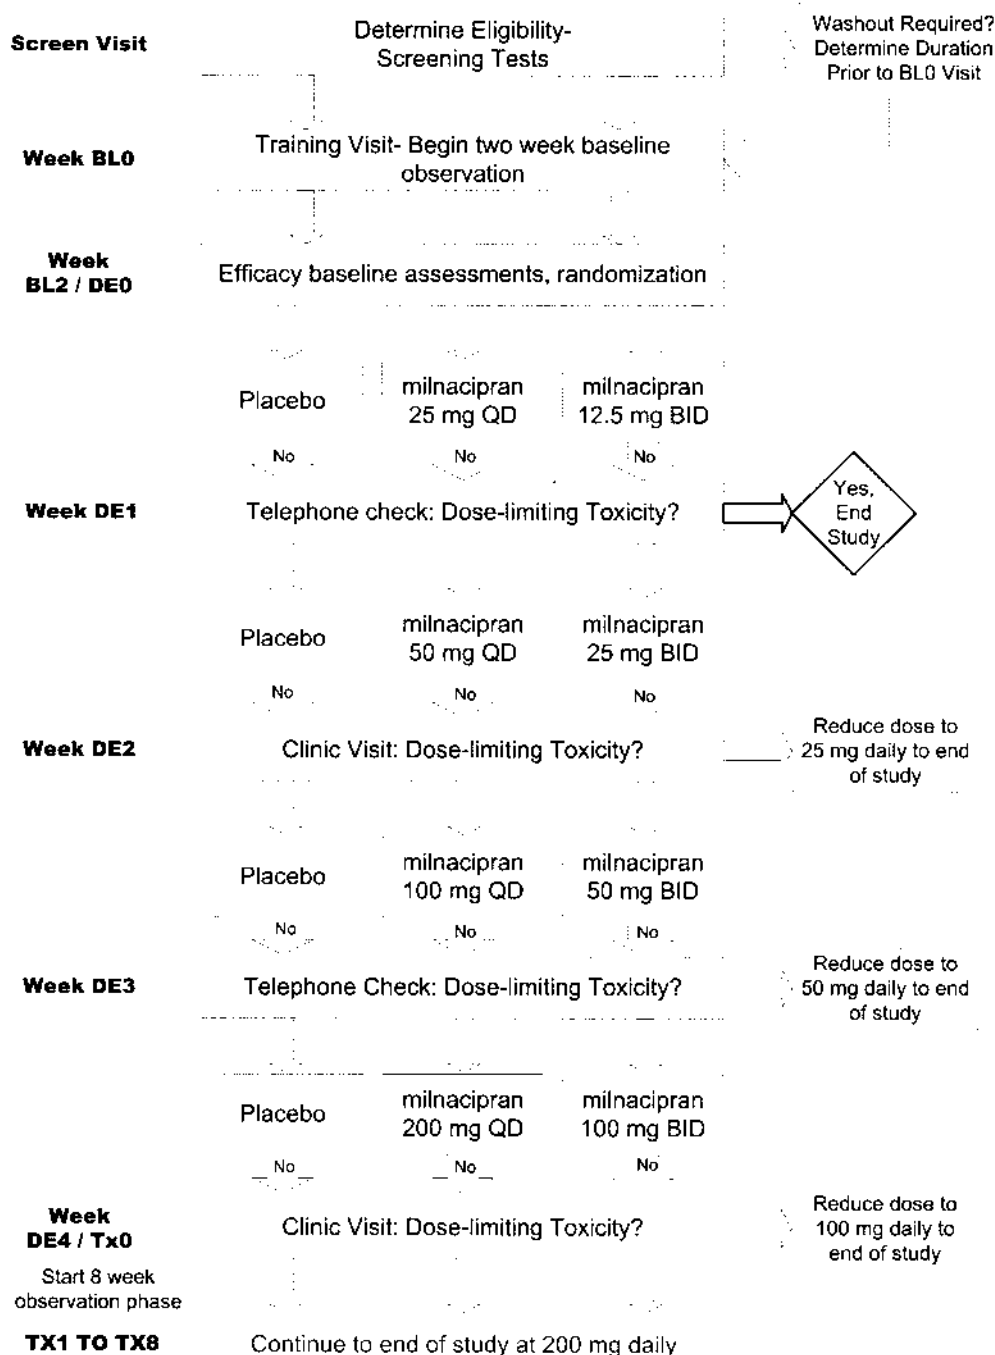 Screen Visit
Determine Eligibility-
Screening Tests
Washout Required?
Determine Duration
Prior to BL0 Visit
Week BL0
Training Visit- Begin two week baseline
observation
Week
BL2 / DE0
Efficacy baseline assessments, randomization
Placebo
milnacipran
25 mg QD
milnacipran
12.5 mg BID
No
No
No
Week DE1
Telephone check: Dose-limiting Toxicity?
Yes,
End
Study
Placebo
milnacipran
50 mg QD
milnacipran
25 mg BID
No
No
No
Week DE2
Clinic Visit: Dose-limiting Toxicity?
Reduce dose to
25 mg daily to end
of study
Placebo
milnacipran
100 mg QD
milnacipran
50 mg BID
No
No
No
Week DE3
Telephone Check: Dose-limiting Toxicity?
Reduce dose to
50 mg daily to end
of study
Placebo
milnacipran
200 mg QD
milnacipran
100 mg BID
No
No
No
Week
DE4 / Tx0
Clinic Visit: Dose-limiting Toxicity?
Reduce dose to
100 mg daily to
end of study
Start 8 week
observation phase
TX1 TO TX8
Continue to end of study at 200 mg daily